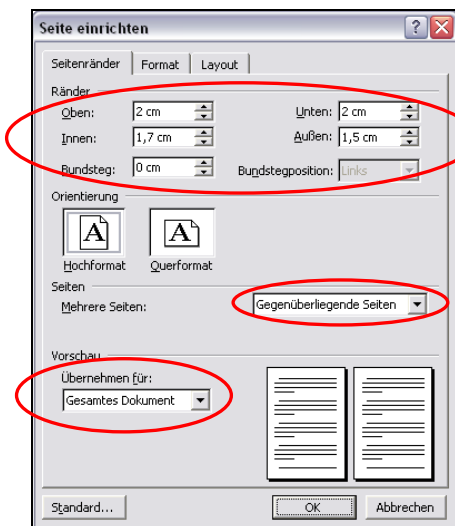 Seite einrichten
Seitenränder Format Layout
Ränder
Oben: 2 cm Unten: 2 cm
Innen: 1,7 cm Außen: 1,5 cm
Bundsteg: 0 cm Bundstegposition: Links
Orientierung
A A
Hochformat Querformat
Seiten
Mehrere Seiten: Gegenüberliegende Seiten
Vorschau
Übernehmen für:
Gesamtes Dokument
Standard... OK Abbrechen